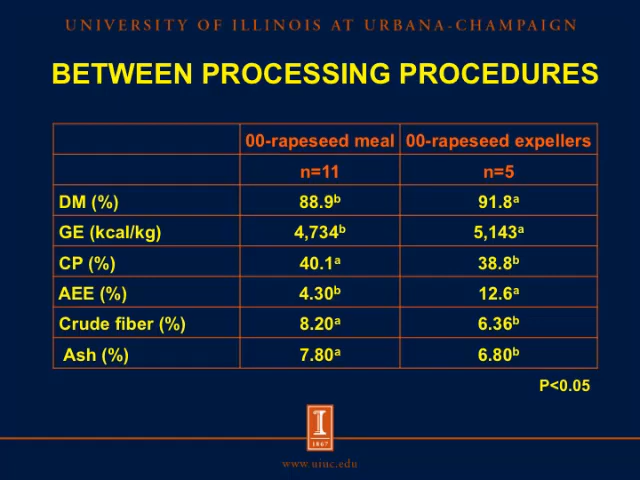 UNIVERSITY OF ILLINOIS AT URBANA-CHAMPAIGN
BETWEEN PROCESSING PROCEDURES
00-rapeseed meal 00-rapeseed expellers
n=11 n=5
DM (%) 88.9ᵇ 91.8ᵃ
GE (kcal/kg) 4,734ᵇ 5,143ᵃ
CP (%) 40.1ᵃ 38.8ᵇ
AEE (%) 4.30ᵇ 12.6ᵃ
Crude fiber (%) 8.20ᵃ 6.36ᵇ
Ash (%) 7.80ᵃ 6.80ᵇ
P<0.05
I
1867
www.uiuc.edu